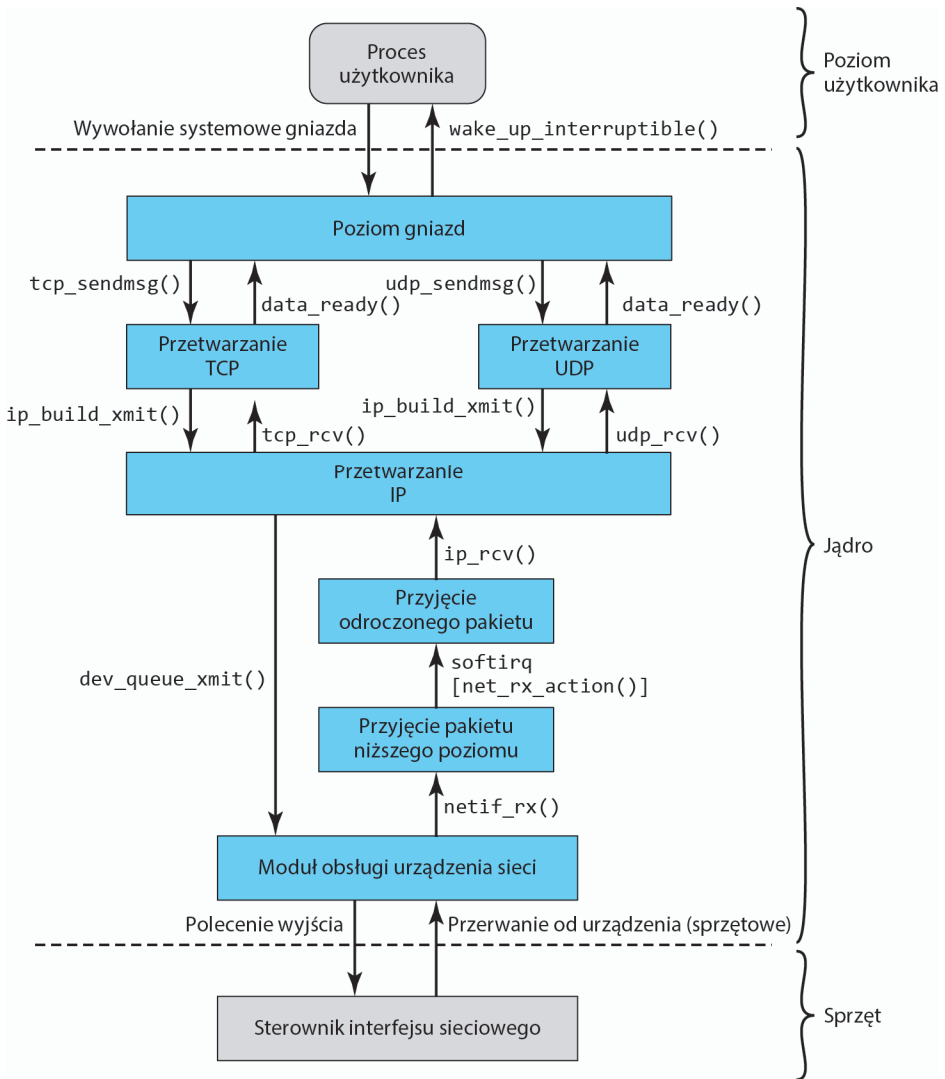 Proces
użytkownika
Poziom
użytkownika
Wywołanie systemowe gniazda
wake_up_interruptible()
Poziom gniazd
tcp_sendmsg()
data_ready()
udp_sendmsg()
data_ready()
Przetwarzanie
TCP
Przetwarzanie
UDP
ip_build_xmit()
tcp_rcv()
ip_build_xmit()
udp_rcv()
Przetwarzanie
IP
ip_rcv()
Jądro
Przyjęcie
odroczonego pakietu
dev_queue_xmit()
softirq
[net_rx_action()]
Przyjęcie pakietu
niższego poziomu
netif_rx()
Moduł obsługi urządzenia sieci
Polecenie wyjścia
Przerwanie od urządzenia (sprzętowe)
Sterownik interfejsu sieciowego
Sprzęt